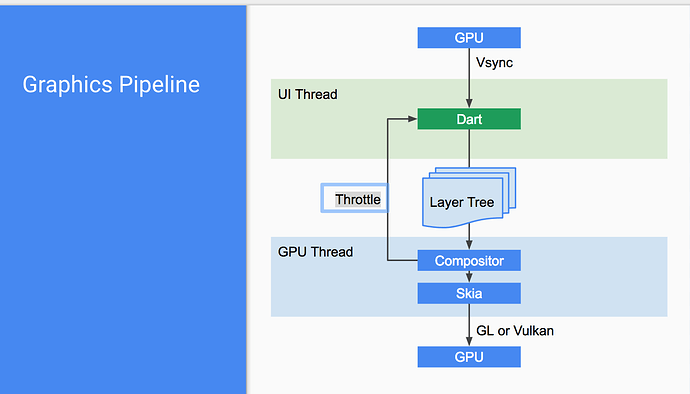 Graphics Pipeline
GPU
Vsync
UI Thread
Dart
Throttle
Layer Tree
GPU Thread
Compositor
Skia
GL or Vulkan
GPU